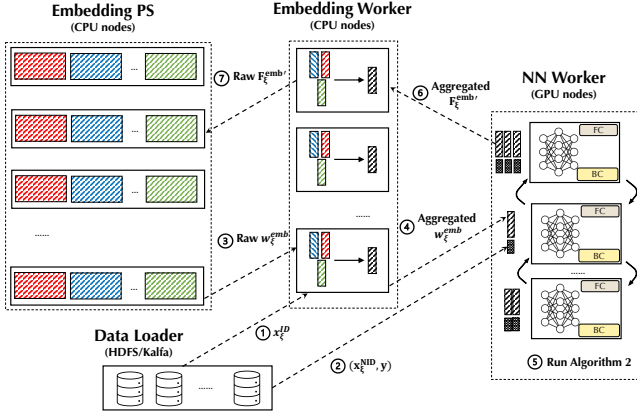 Embedding PS
(CPU nodes)
...
...
...
......
...
Embedding Worker
(CPU nodes)
......
NN Worker
(GPU nodes)
FC
BC
FC
BC
......
FC
BC
⑤ Run Algorithm 2
⑦ Raw F_ξ^emb′
⑥ Aggregated
F_ξ^emb′
③ Raw w_ξ^emb
④ Aggregated
w_ξ^emb
① x_ξ^ID
② (x_ξ^NID, y)
Data Loader
(HDFS/Kalfa)
......